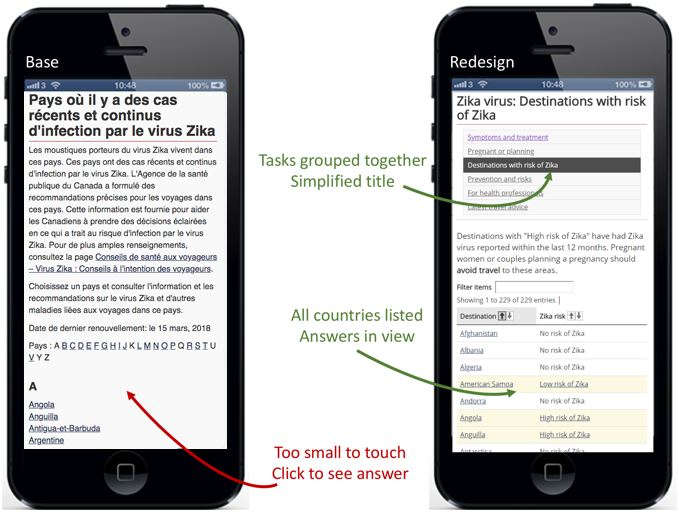 Base
3 10:48 100%
Pays où il y a des cas
récents et continus
d'infection par le virus Zika
Les moustiques porteurs du virus Zika vivent dans
ces pays. Ces pays ont des cas récents et continus
d'infection par le virus Zika. L'Agence de la santé
publique du Canada a formulé des
recommandations précises pour les voyages dans
ces pays. Cette information est fournie pour aider
les Canadiens à prendre des décisions éclairées
en ce qui a trait au risque d'infection par le virus
Zika. Pour de plus amples renseignements,
consultez la page Conseils de santé aux voyageurs
– Virus Zika : Conseils à l'intention des voyageurs.
Choisissez un pays et consulter l'information et les
recommandations sur le virus Zika et d'autres
maladies liées aux voyages dans ce pays.
Date de dernier renouvellement: le 15 mars, 2018
Pays : A B C D E F G H I J K L M N O P Q R S T U
V Y Z
A
Angola
Anguilla
Antigua-et-Barbuda
Argentine
Tasks grouped together
Simplified title
All countries listed
Answers in view
Too small to touch
Click to see answer
Redesign
3 10:48 100%
Zika virus: Destinations with risk
of Zika
Symptoms and treatment
Pregnant or planning
Destinations with risk of Zika
Prevention and risks
For health professionals
Latest travel advice
Destinations with "High risk of Zika" have had Zika
virus reported within the last 12 months. Pregnant
women or couples planning a pregnancy should
avoid travel to these areas.
Filter items
Showing 1 to 229 of 229 entries |
Destination Zika risk
Afghanistan No risk of Zika
Albania No risk of Zika
Algeria No risk of Zika
American Samoa Low risk of Zika
Andorra No risk of Zika
Angola High risk of Zika
Anguilla High risk of Zika
Antarctica No risk of Zika